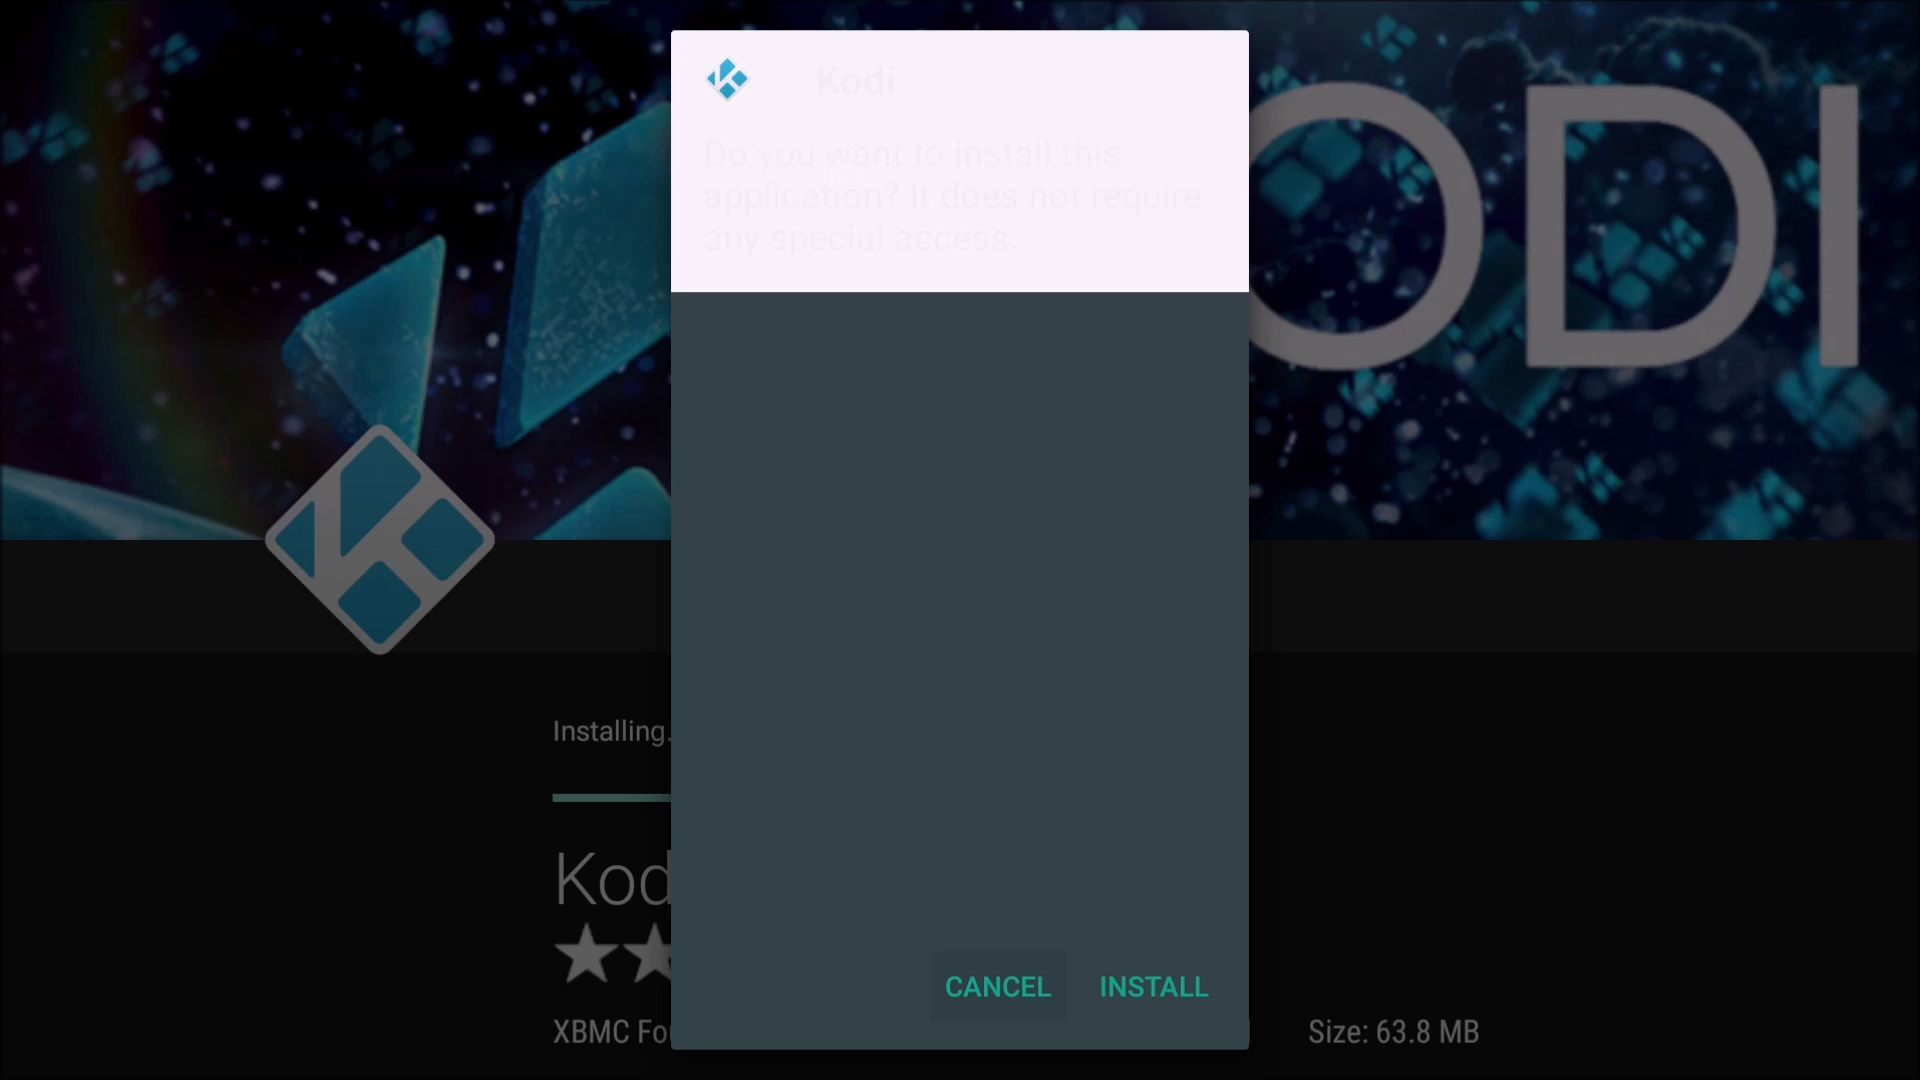 Kodi
Do you want to install this
application? It does not require
any special access.
ODI
Installing.
Kod
CANCEL
INSTALL
XBMC Fo
Size: 63.8 MB